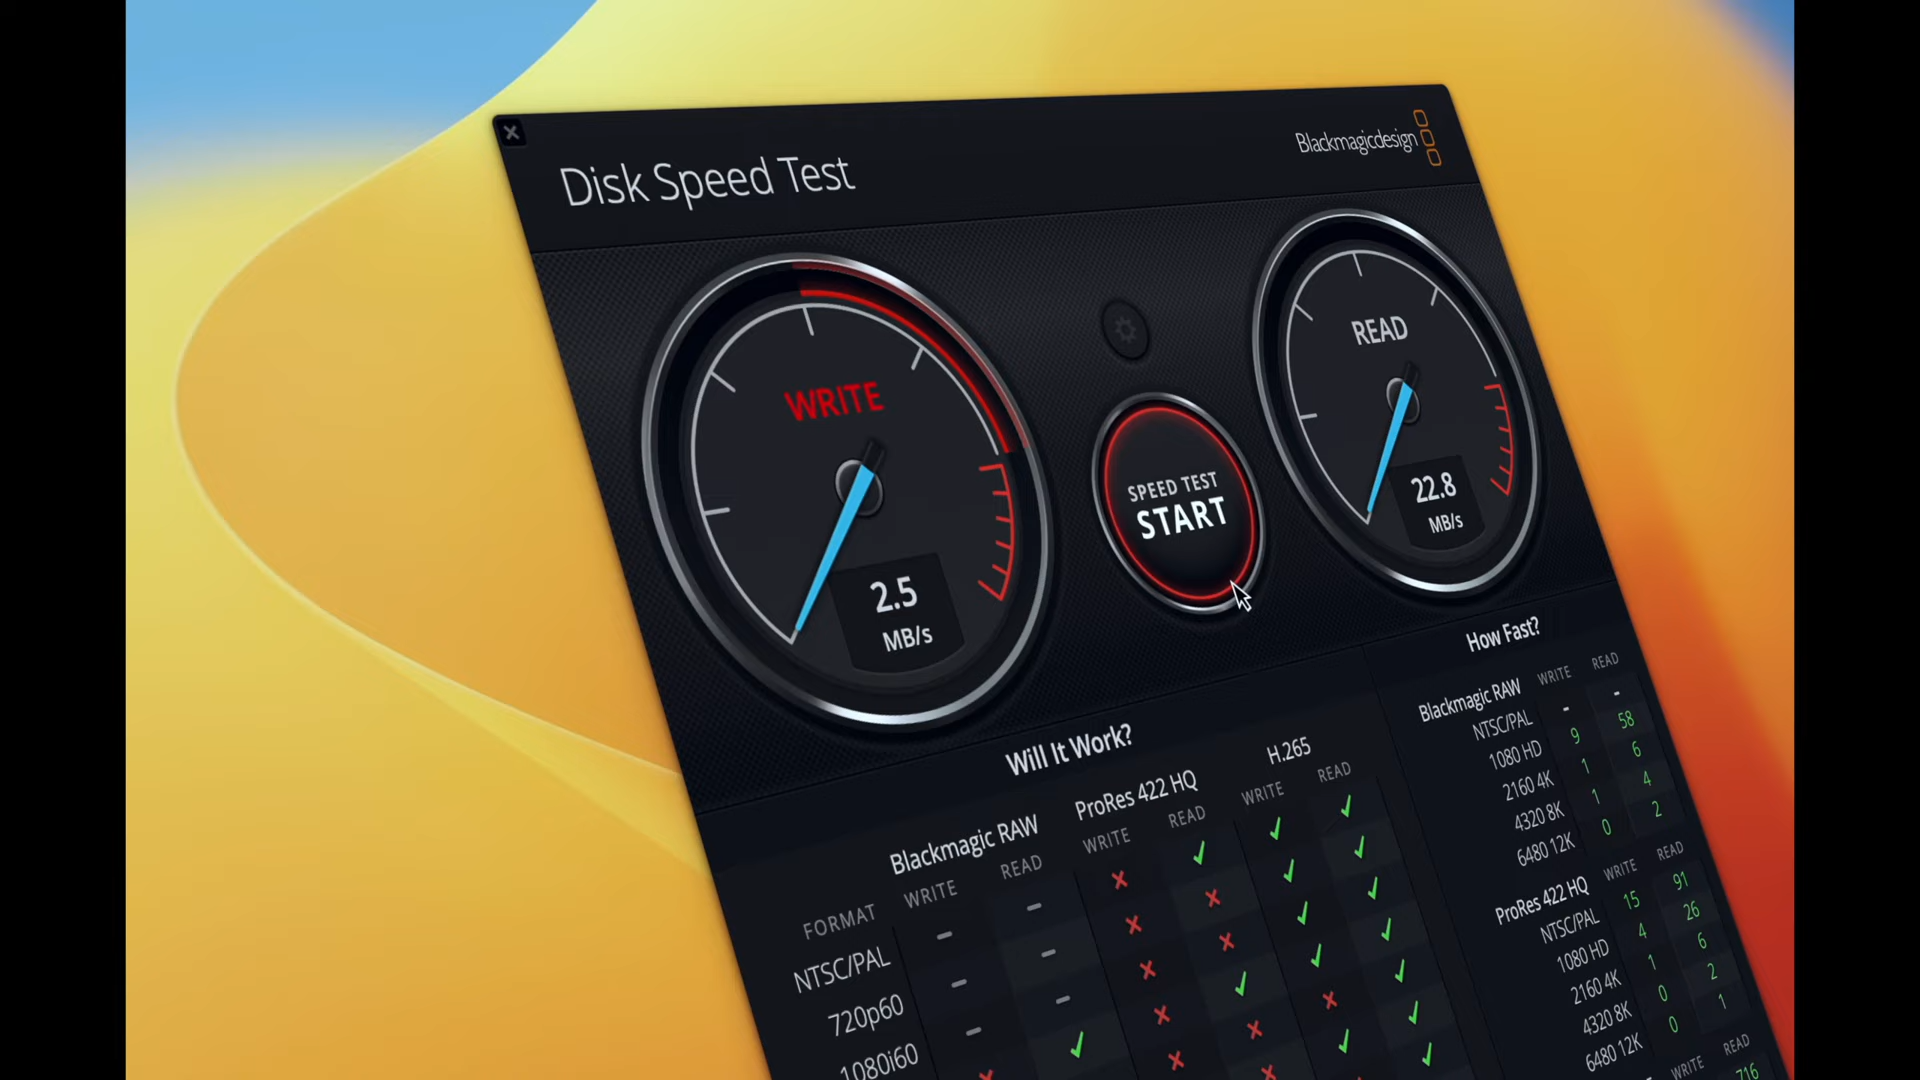 Disk Speed Test
Blackmagicdesign
WRITE
2.5
MB/s
SPEED TEST
START
READ
22.8
MB/s
Will It Work?
How Fast?
Blackmagic RAW ProRes 422 HQ H.265
FORMAT WRITE READ WRITE READ WRITE READ
NTSC/PAL – – ✗ ✓ ✓ ✓
720p60 – – ✗ ✗ ✓ ✓
1080i60 – – ✗ ✗ ✓ ✓
Blackmagic RAW WRITE READ
NTSC/PAL - -
1080 HD 9 58
2160 4K 1 6
4320 8K 1 4
6480 12K 0 2
ProRes 422 HQ WRITE READ
NTSC/PAL 15 91
1080 HD 4 26
2160 4K 1 6
4320 8K 0 2
6480 12K 0 1
WRITE READ
716